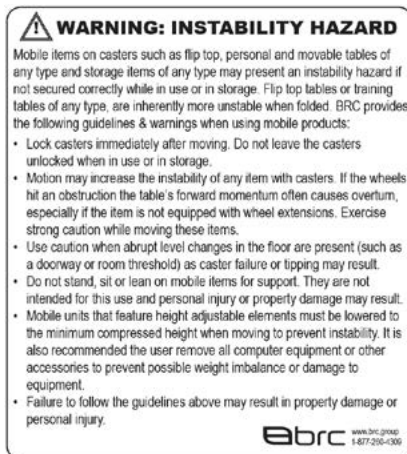 WARNING: INSTABILITY HAZARD
Mobile items on casters such as flip top, personal and movable tables of
any type and storage items of any type may present an instability hazard if
not secured correctly while in use or in storage. Flip top tables or training
tables of any type, are inherently more unstable when folded. BRC provides
the following guidelines & warnings when using mobile products:
• Lock casters immediately after moving. Do not leave the casters
unlocked when in use or in storage.
• Motion may increase the instability of any item with casters. If the wheels
hit an obstruction the table's forward momentum often causes overturn,
especially if the item is not equipped with wheel extensions. Exercise
strong caution while moving these items.
• Use caution when abrupt level changes in the floor are present (such as
a doorway or room threshold) as caster failure or tipping may result.
• Do not stand, sit or lean on mobile items for support. They are not
intended for this use and personal injury or property damage may result.
• Mobile units that feature height adjustable elements must be lowered to
the minimum compressed height when moving to prevent instability. It is
also recommended the user remove all computer equipment or other
accessories to prevent possible weight imbalance or damage to
equipment.
• Failure to follow the guidelines above may result in property damage or
personal injury.
brc www.brc.group
1-877-260-4309